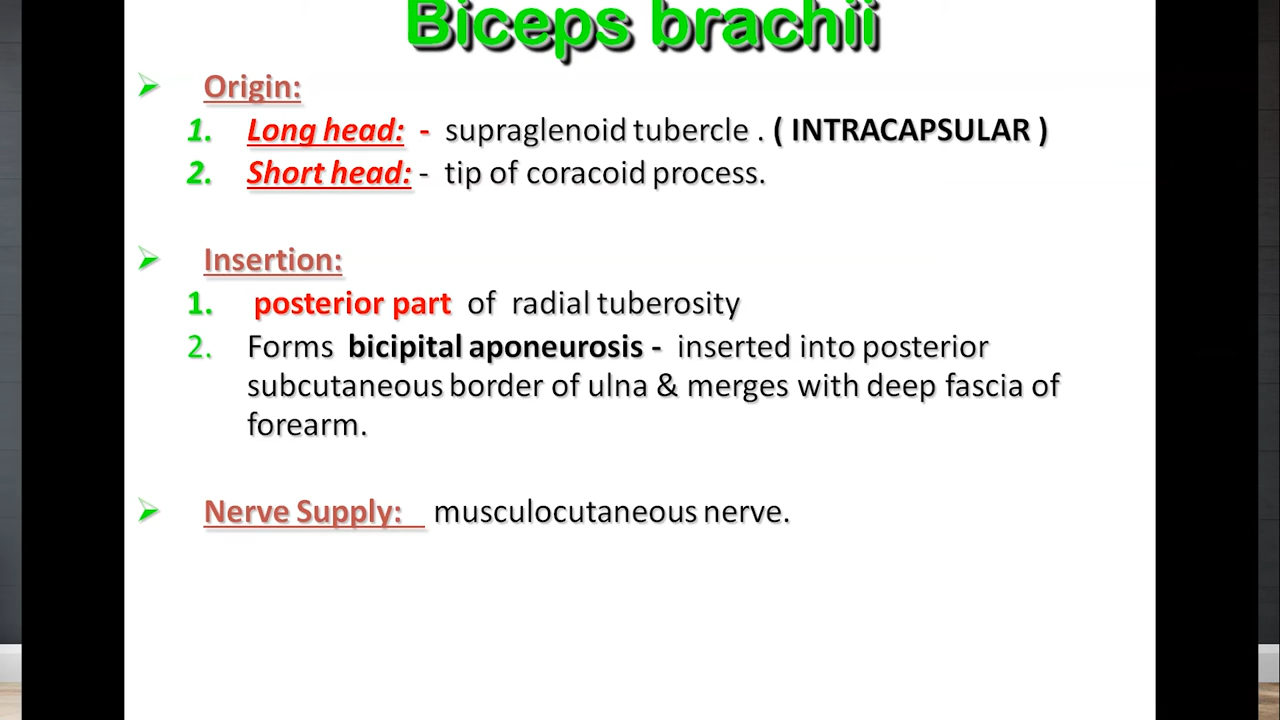 Biceps brachii
Origin:
1. Long head: - supraglenoid tubercle . ( INTRACAPSULAR )
2. Short head: - tip of coracoid process.
Insertion:
1. posterior part of radial tuberosity
2. Forms bicipital aponeurosis - inserted into posterior
subcutaneous border of ulna & merges with deep fascia of
forearm.
Nerve Supply: musculocutaneous nerve.